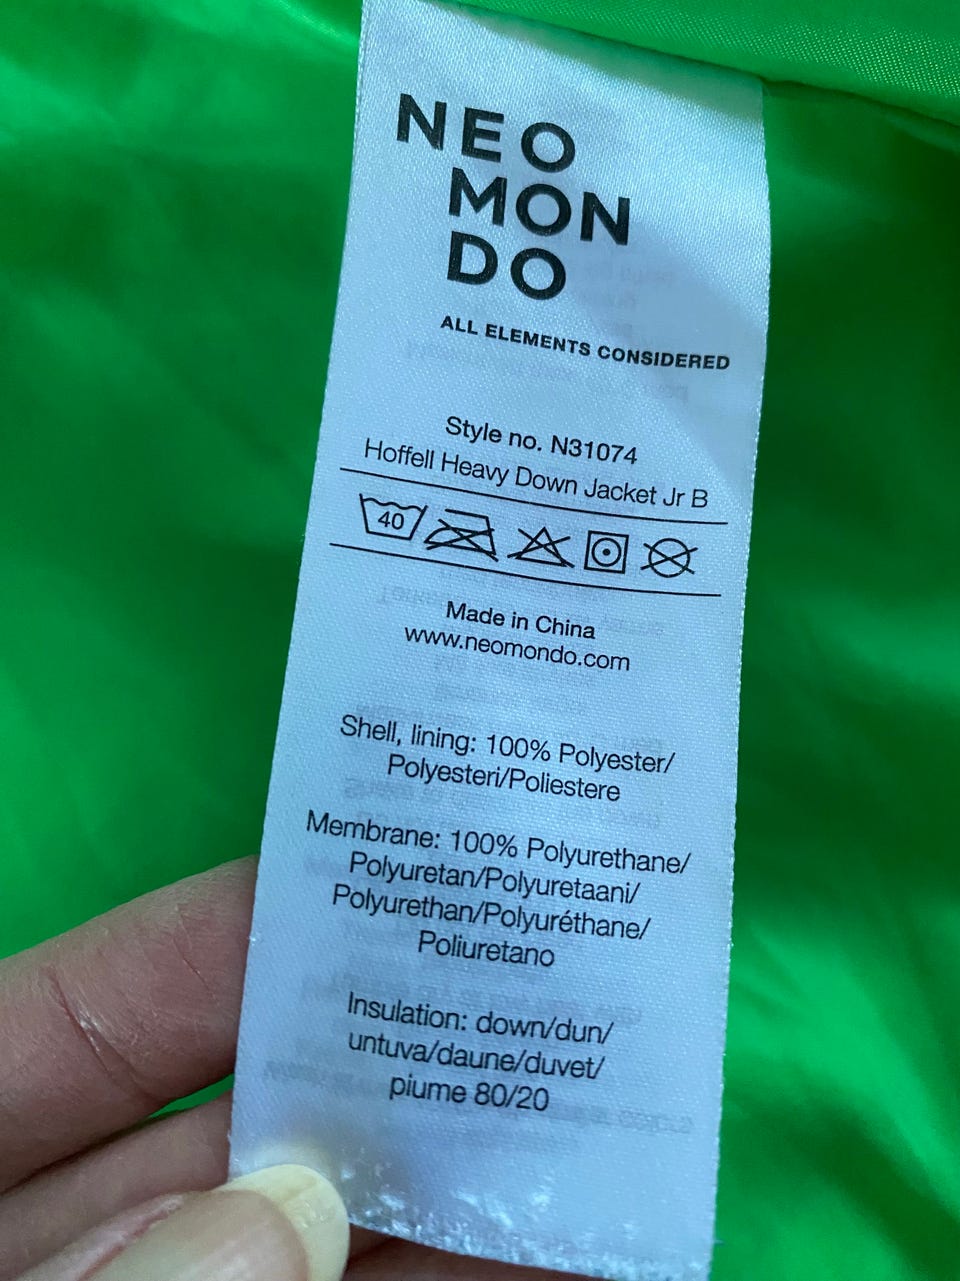 NEO
MON
DO
ALL ELEMENTS CONSIDERED
Style no. N31074
Hoffell Heavy Down Jacket Jr B
40
Made in China
www.neomondo.com
Shell, lining: 100% Polyester/
Polyesteri/Poliestere
Membrane: 100% Polyurethane/
Polyuretan/Polyuretaani/
Polyurethan/Polyuréthane/
Poliuretano
Insulation: down/dun/
untuva/daune/duvet/
piume 80/20